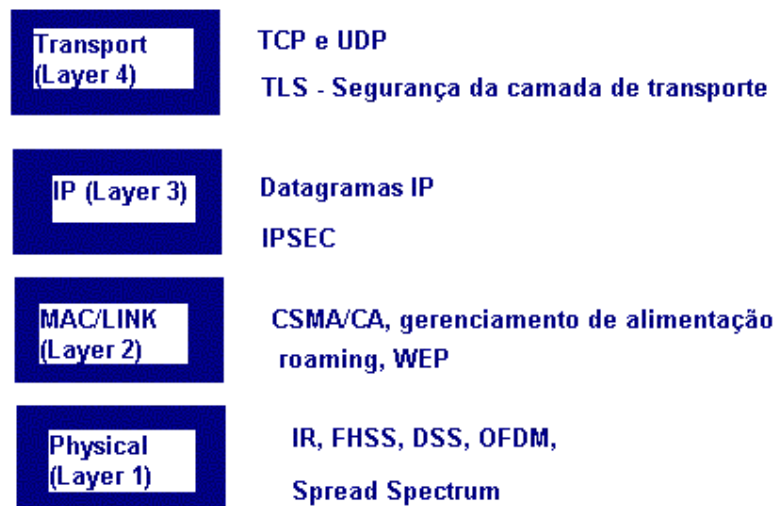 Transport
(Layer 4)
TCP e UDP
TLS - Segurança da camada de transporte
IP (Layer 3)
Datagramas IP
IPSEC
MAC/LINK
(Layer 2)
CSMA/CA, gerenciamento de alimentação
roaming, WEP
Physical
(Layer 1)
IR, FHSS, DSS, OFDM,
Spread Spectrum